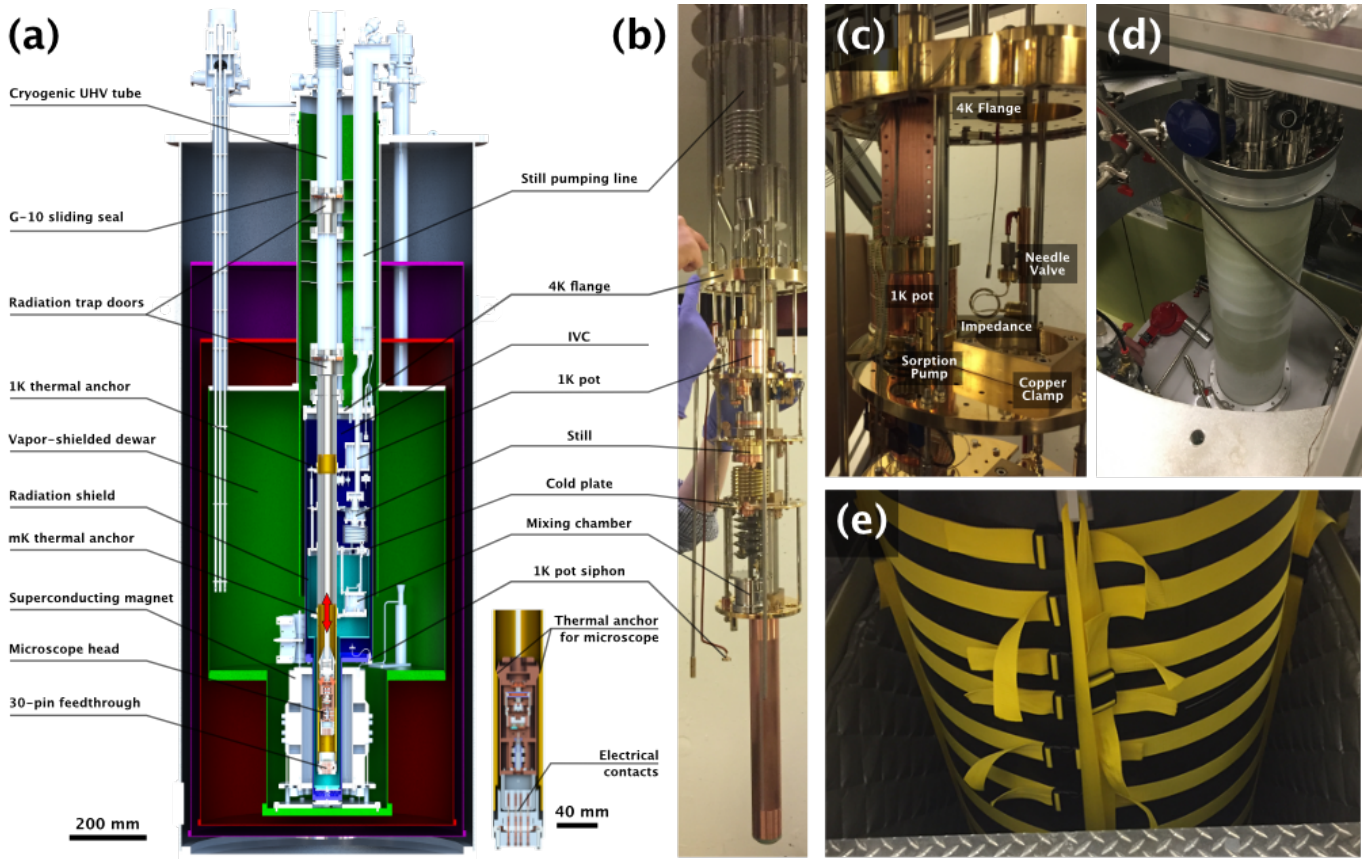 (a)
Cryogenic UHV tube
G-10 sliding seal
Radiation trap doors
1K thermal anchor
Vapor-shielded dewar
Radiation shield
mK thermal anchor
Superconducting magnet
Microscope head
30-pin feedthrough
200 mm
Still pumping line
4K flange
IVC
1K pot
Still
Cold plate
Mixing chamber
1K pot siphon
Thermal anchor
for microscope
Electrical
contacts
40 mm
(b)
(c)
4K Flange
Needle
Valve
1K pot
Impedance
Sorption
Pump
Copper
Clamp
(d)
(e)